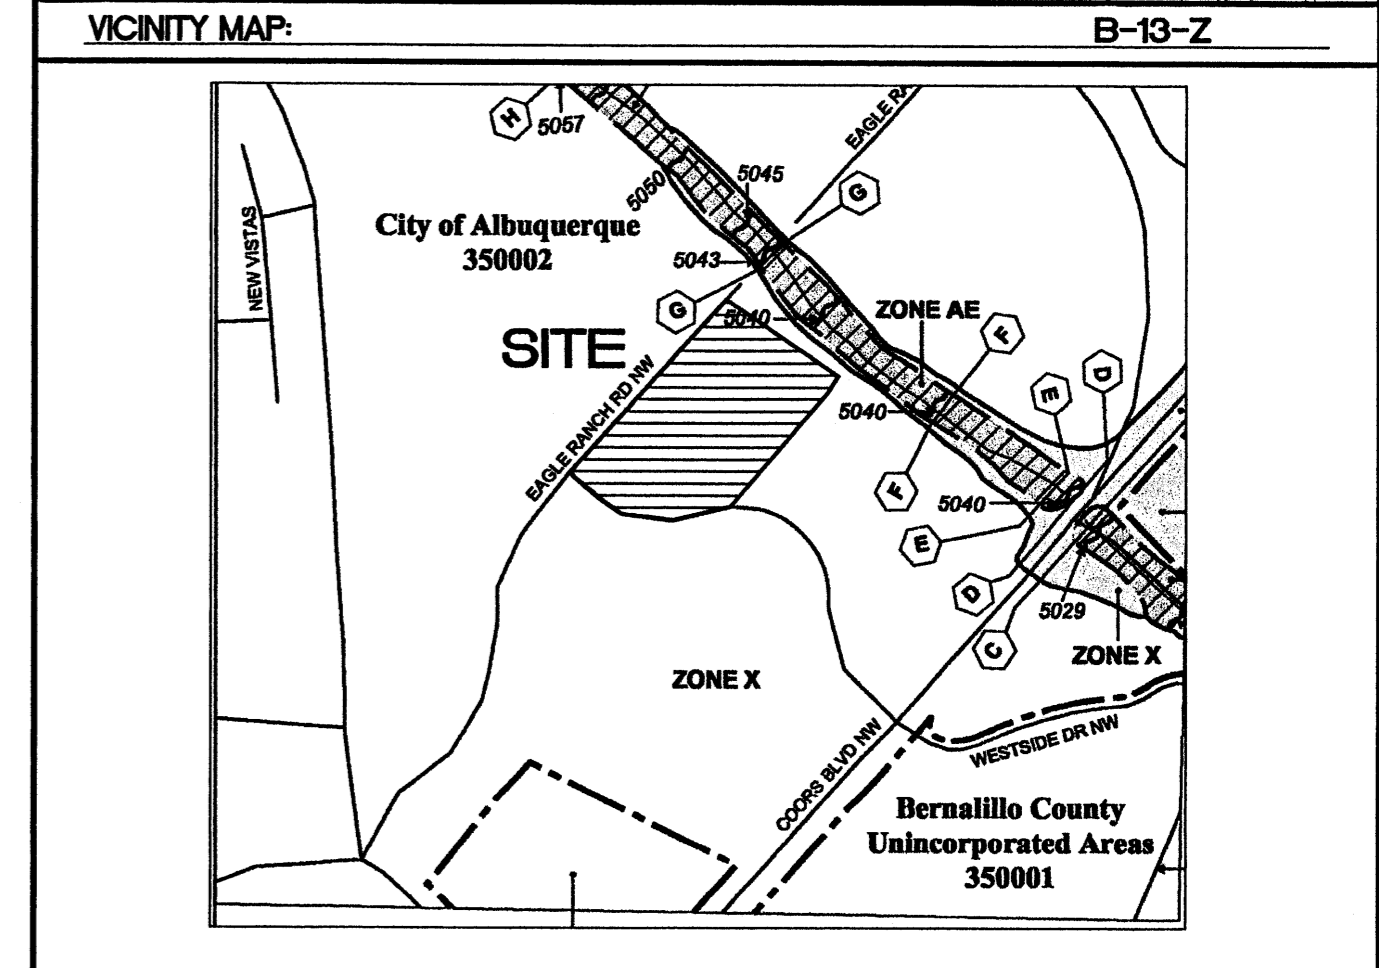 VICINITY MAP:
B-13-Z
H
5057
EAGLE RA
5050
5045
G
City of Albuquerque
350002
NEW VISTAS
5043
G
5040
ZONE AE
F
SITE
E
D
EAGLE RANCH RD NW
5040
F
5040
E
D
5029
C
ZONE X
ZONE X
COORS BLVD NW
WESTSIDE DR NW
Bernalillo County
Unincorporated Areas
350001